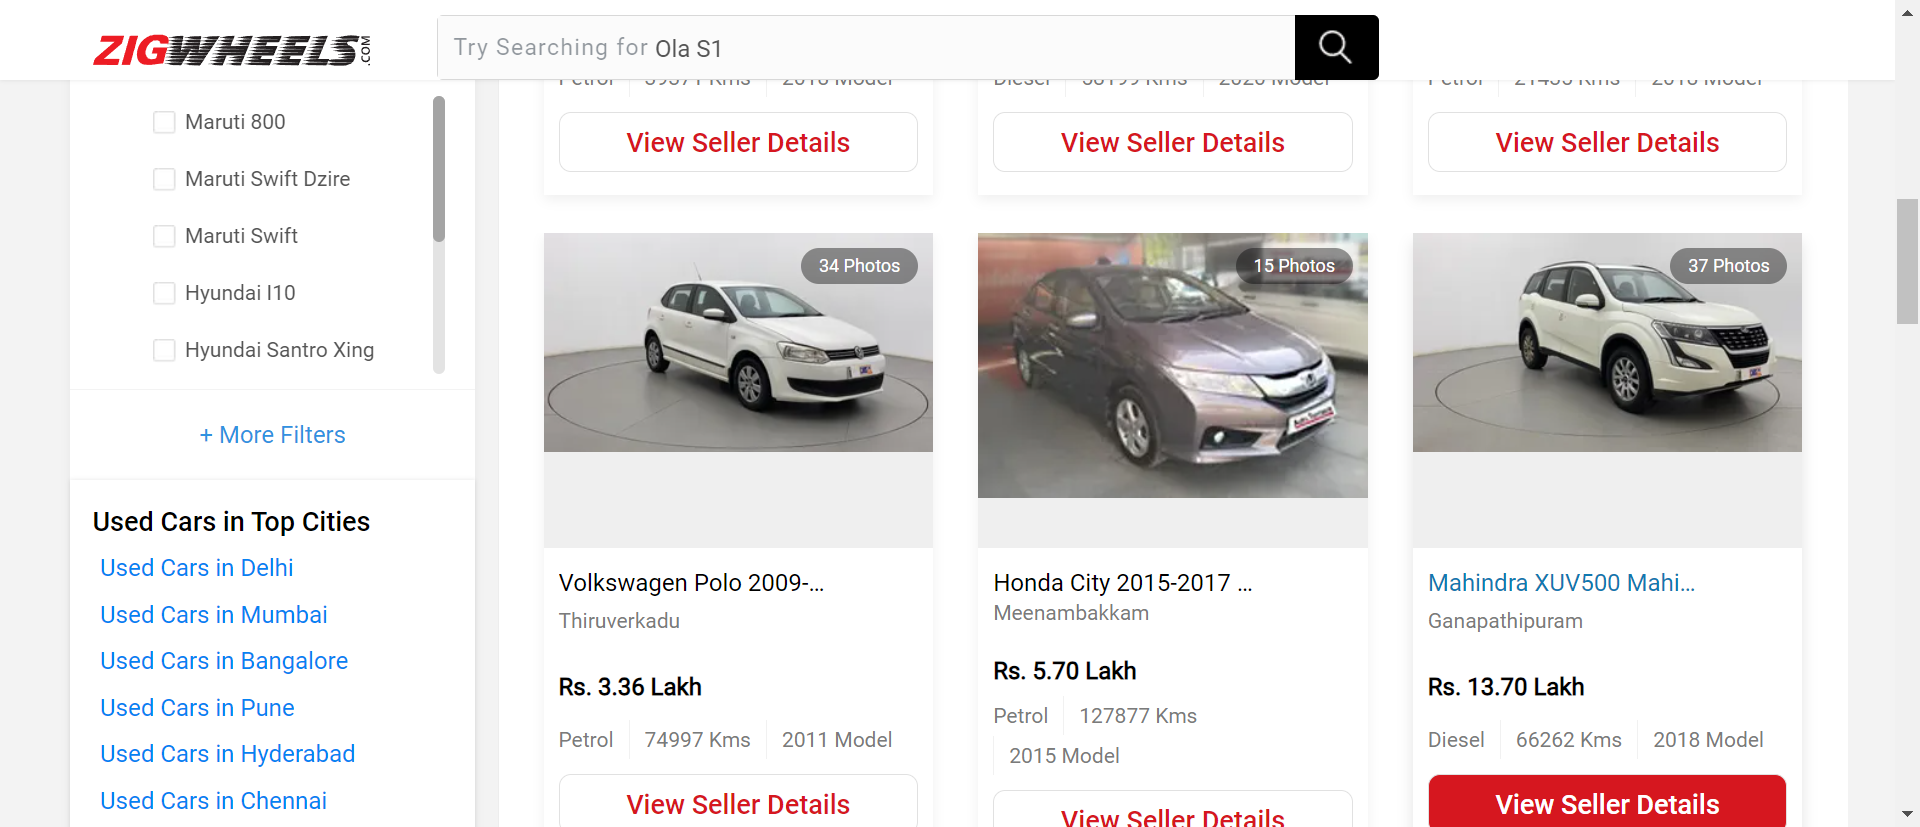 ZIGWHEELS.COM
Try Searching for Ola S1
Maruti 800
Maruti Swift Dzire
Maruti Swift
Hyundai I10
Hyundai Santro Xing
+ More Filters
Used Cars in Top Cities
Used Cars in Delhi
Used Cars in Mumbai
Used Cars in Bangalore
Used Cars in Pune
Used Cars in Hyderabad
Used Cars in Chennai
View Seller Details
View Seller Details
View Seller Details
34 Photos
Volkswagen Polo 2009-...
Thiruverkadu
Rs. 3.36 Lakh
Petrol 74997 Kms 2011 Model
View Seller Details
15 Photos
Honda City 2015-2017 ...
Meenambakkam
Rs. 5.70 Lakh
Petrol 127877 Kms
2015 Model
View Seller Details
37 Photos
Mahindra XUV500 Mahi...
Ganapathipuram
Rs. 13.70 Lakh
Diesel 66262 Kms 2018 Model
View Seller Details